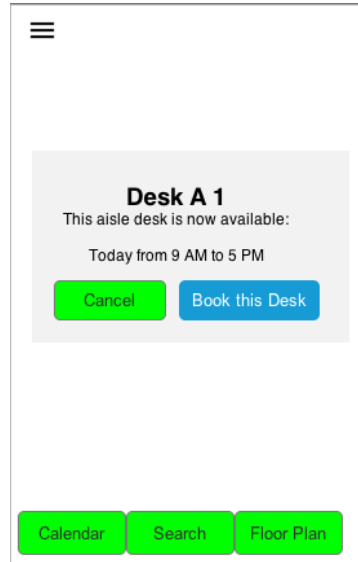 Desk A 1
This aisle desk is now available:
Today from 9 AM to 5 PM
Cancel
Book this Desk
Calendar
Search
Floor Plan